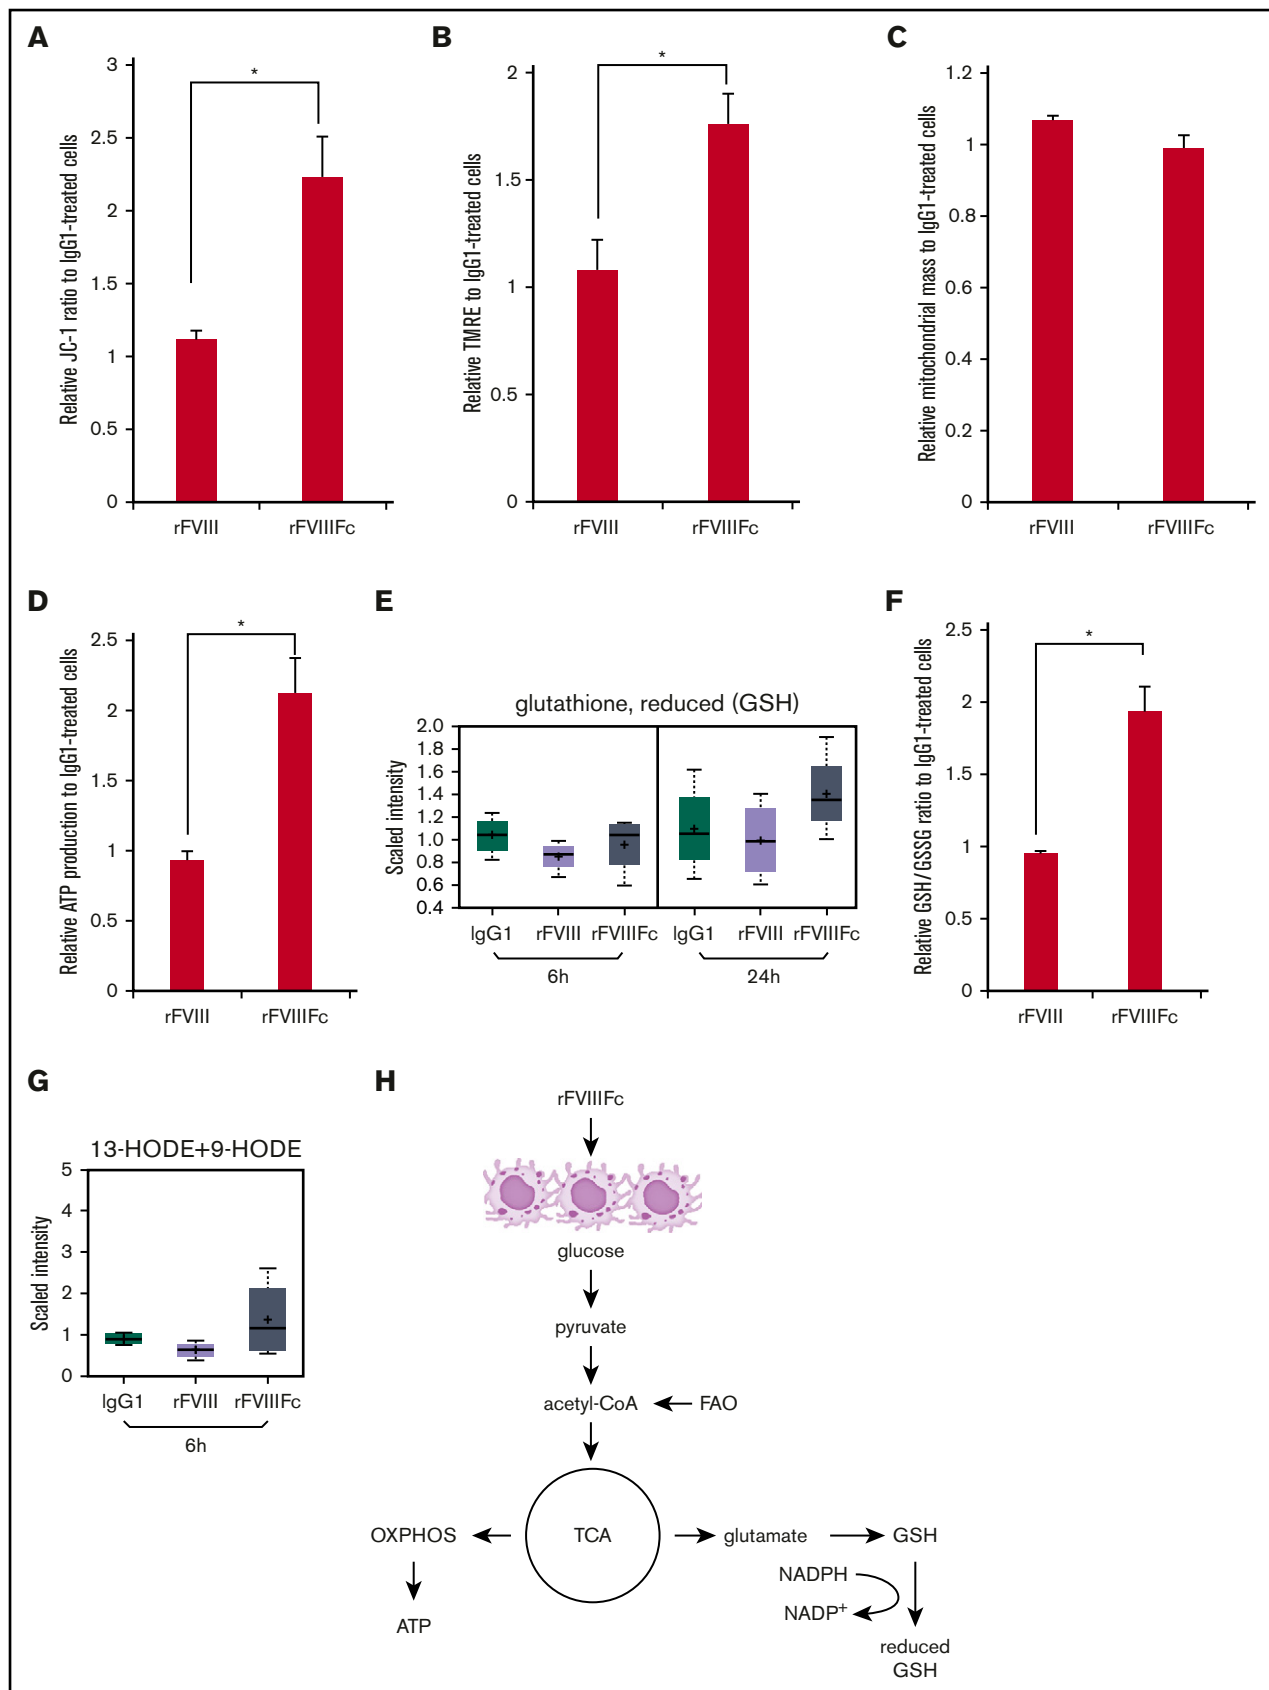 A
Relative JC-1 ratio to IgG1-treated cells
3
2.5
2
1.5
1
0.5
0
*
rFVIII
rFVIIIFc
B
Relative TMRE to IgG1-treated cells
2
1.5
1
0.5
0
*
rFVIII
rFVIIIFc
C
Relative mitochondrial mass to IgG1-treated cells
1.2
1
0.8
0.6
0.4
0.2
0
rFVIII
rFVIIIFc
D
Relative ATP production to IgG1-treated cells
2.5
2
1.5
1
0.5
0
*
rFVIII
rFVIIIFc
E
glutathione, reduced (GSH)
Scaled intensity
2.0
1.8
1.6
1.4
1.2
1.0
0.8
0.6
0.4
IgG1 rFVIII rFVIIIFc IgG1 rFVIII rFVIIIFc
6h 24h
F
Relative GSH/GSSG ratio to IgG1-treated cells
2.5
2
1.5
1
0.5
0
*
rFVIII
rFVIIIFc
G
13-HODE+9-HODE
Scaled intensity
5
4
3
2
1
0
IgG1 rFVIII rFVIIIFc
6h
H
rFVIIIFc
glucose
pyruvate
acetyl-CoA FAO
OXPHOS TCA glutamate GSH
NADPH
NADP⁺
ATP
reduced
GSH